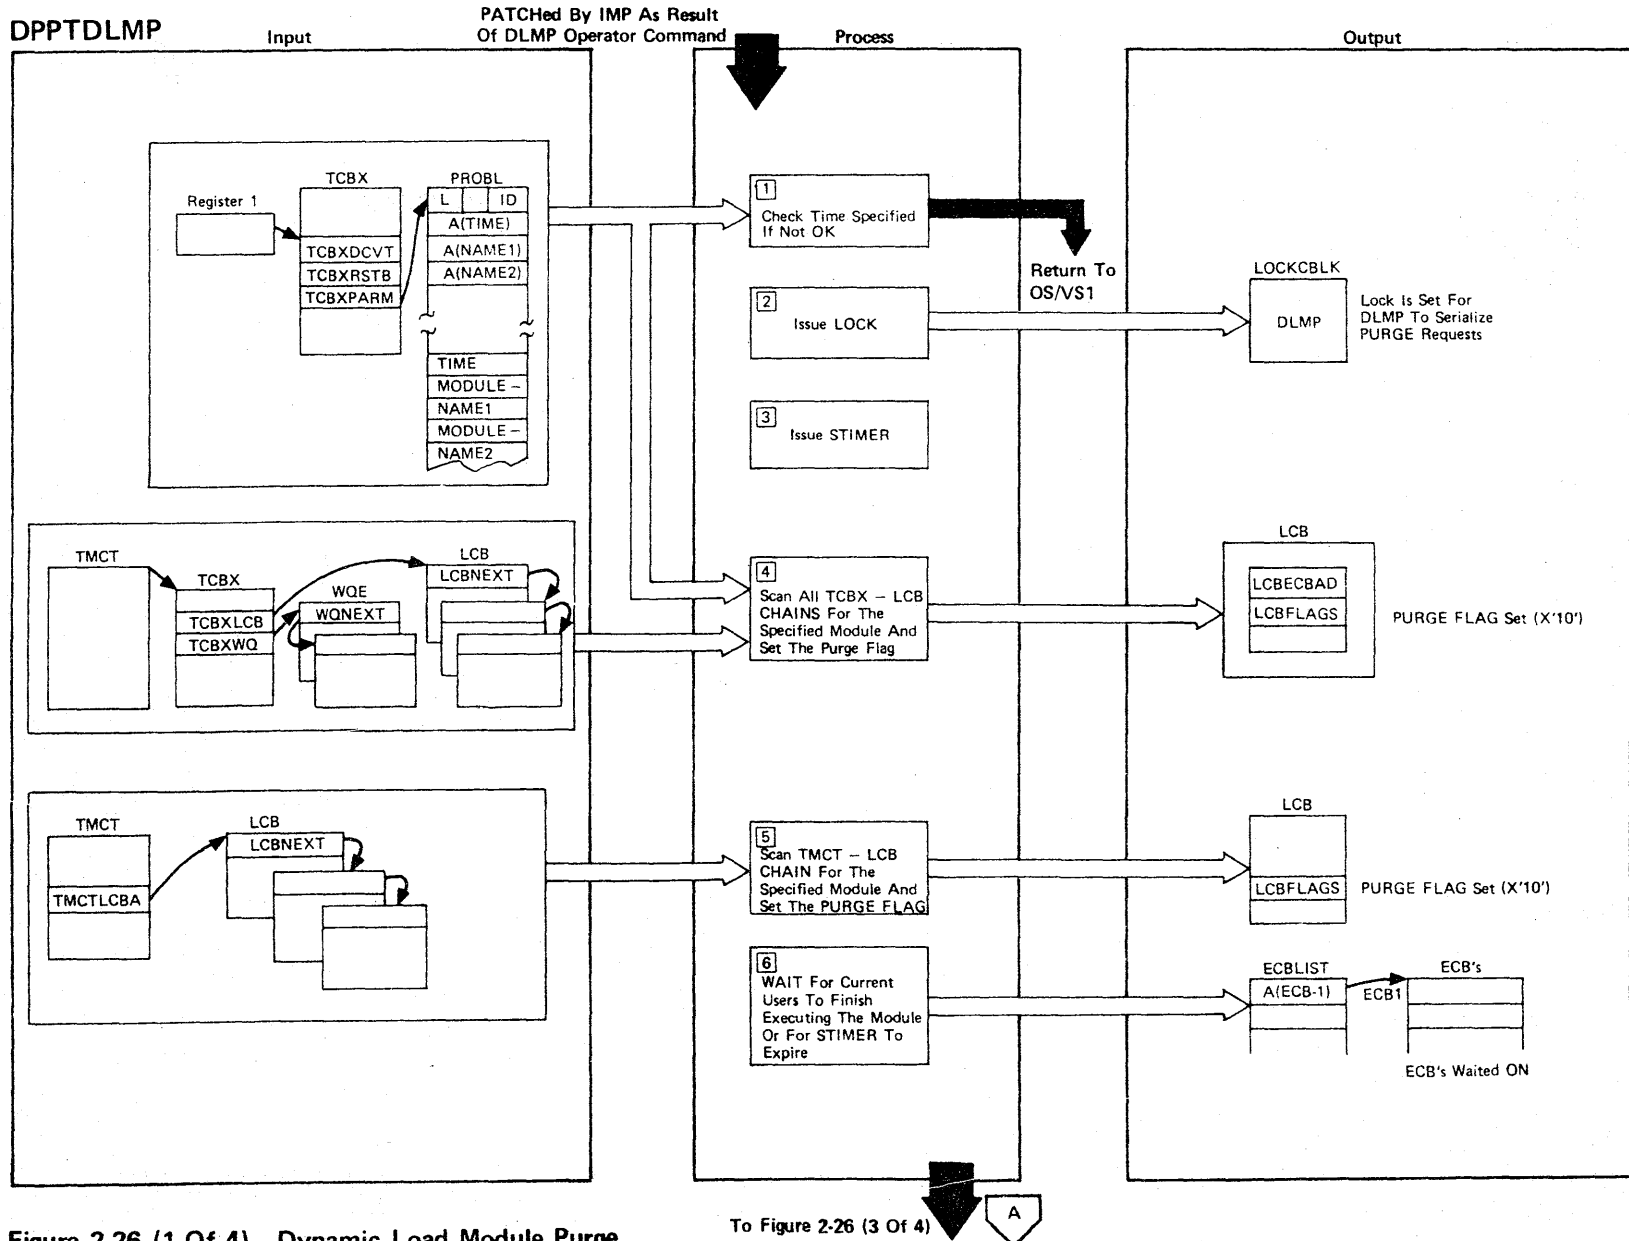 DPPTDLMP
Input
PATCHed By IMP As Result
Of DLMP Operator Command
Process
Output
Register 1
TCBX
TCBXDCVT
TCBXRSTB
TCBXPARM
PROBL
L ID
A(TIME)
A(NAME1)
A(NAME2)
TIME
MODULE –
NAME1
MODULE –
NAME2
1
Check Time Specified
If Not OK
Return To
OS/VS1
2
Issue LOCK
LOCKCBLK
DLMP
Lock Is Set For
DLMP To Serialize
PURGE Requests
3
Issue STIMER
TMCT
TCBX
TCBXLCB
TCBXWQ
WQE
WQNEXT
LCB
LCBNEXT
4
Scan All TCBX – LCB
CHAINS For The
Specified Module And
Set The Purge Flag
LCB
LCBECBAD
LCBFLAGS
PURGE FLAG Set (X'10')
TMCT
TMCTLCBA
LCB
LCBNEXT
5
Scan TMCT – LCB
CHAIN For The
Specified Module And
Set The PURGE FLAG
LCB
LCBFLAGS
PURGE FLAG Set (X'10')
6
WAIT For Current
Users To Finish
Executing The Module
Or For STIMER To
Expire
ECBLIST
A(ECB-1)
ECB1
ECB's
ECB's Waited ON
To Figure 2-26 (3 Of 4)
A
Figure 2-26 (1 Of 4) Dynamic Load Module Purge